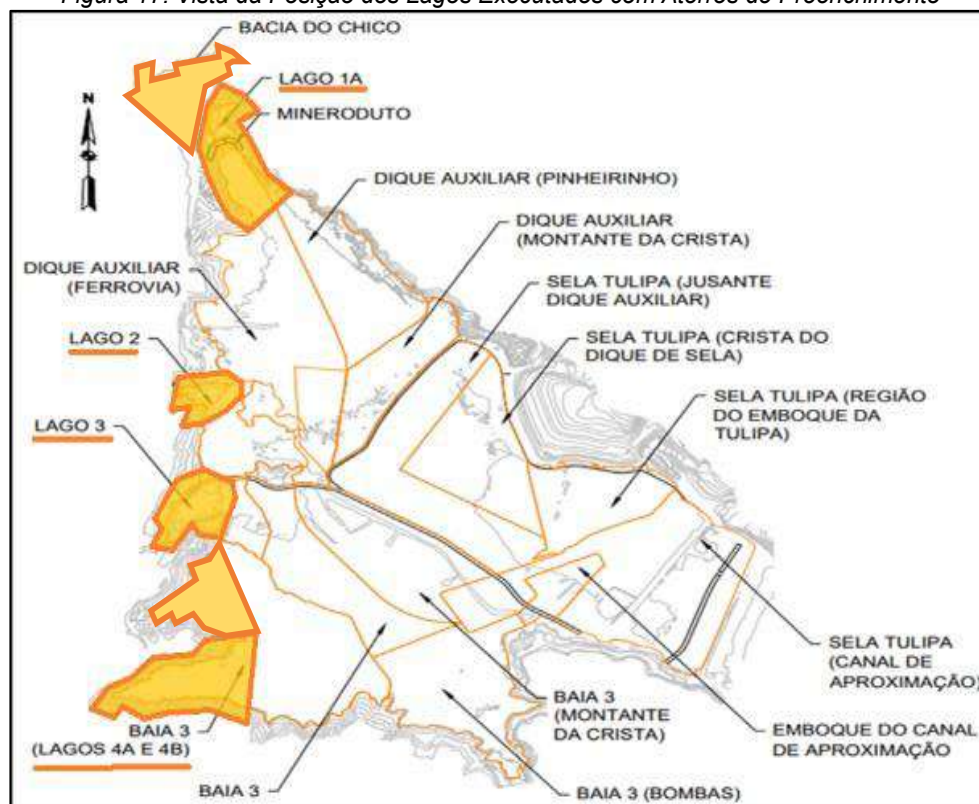 Figura 17: Vista da Posição dos Lagos Executados com Aterros de Preenchimento
BACIA DO CHICO
LAGO 1A
N
MINERODUTO
DIQUE AUXILIAR (PINHEIRINHO)
DIQUE AUXILIAR
(MONTANTE DA CRISTA)
DIQUE AUXILIAR
(FERROVIA)
SELA TULIPA (JUSANTE
DIQUE AUXILIAR)
LAGO 2
SELA TULIPA (CRISTA DO
DIQUE DE SELA)
SELA TULIPA (REGIÃO
DO EMBOQUE DA
TULIPA)
LAGO 3
SELA TULIPA
(CANAL DE
APROXIMAÇÃO)
BAIA 3
(MONTANTE
DA CRISTA)
EMBOQUE DO CANAL
DE APROXIMAÇÃO
BAIA 3
(LAGOS 4A E 4B)
BAIA 3
BAIA 3 (BOMBAS)